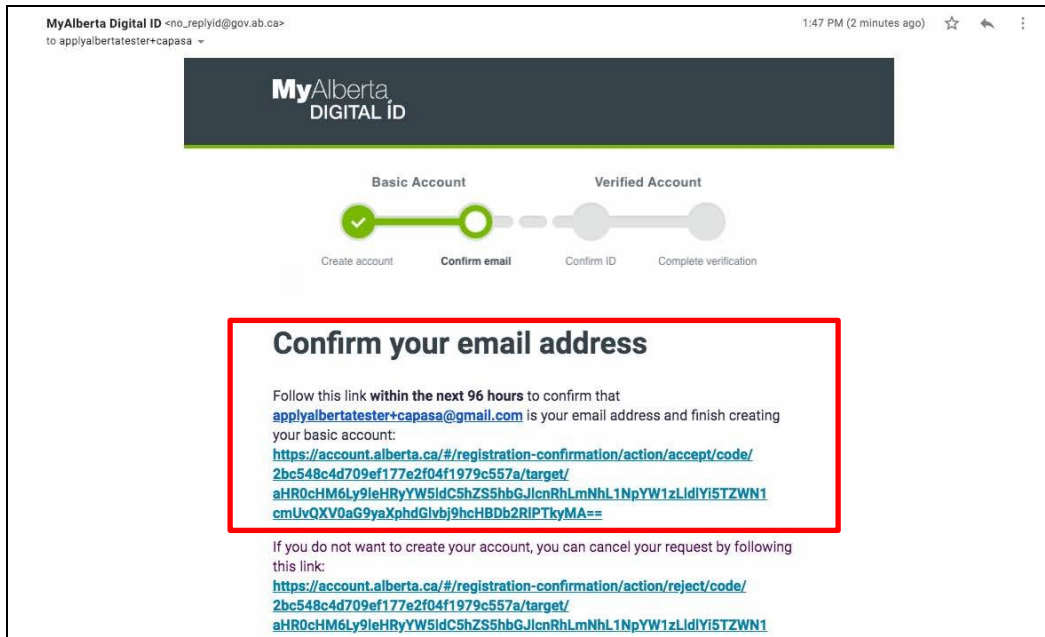 MyAlberta Digital ID <no_replyid@gov.ab.ca>
1:47 PM (2 minutes ago)
to applyalbertatester+capasa
MyAlberta
DIGITAL ID
Basic Account
Verified Account
Create account
Confirm email
Confirm ID
Complete verification
Confirm your email address
Follow this link within the next 96 hours to confirm that
applyalbertatester+capasa@gmail.com is your email address and finish creating
your basic account:
https://account.alberta.ca/#/registration-confirmation/action/accept/code/
2bc548c4d709ef177e2f04f1979c557a/target/
aHR0cHM6Ly9leHRyYW5ldC5hZS5hbGJlcnRhLmNhL1NpYW1zLldlYi5TZWN1
cmUvQXV0aG9yaXphdGlvbj9hcHBDb2RlPTkyMA==
If you do not want to create your account, you can cancel your request by following
this link:
https://account.alberta.ca/#/registration-confirmation/action/reject/code/
2bc548c4d709ef177e2f04f1979c557a/target/
aHR0cHM6Ly9leHRyYW5ldC5hZS5hbGJlcnRhLmNhL1NpYW1zLldlYi5TZWN1